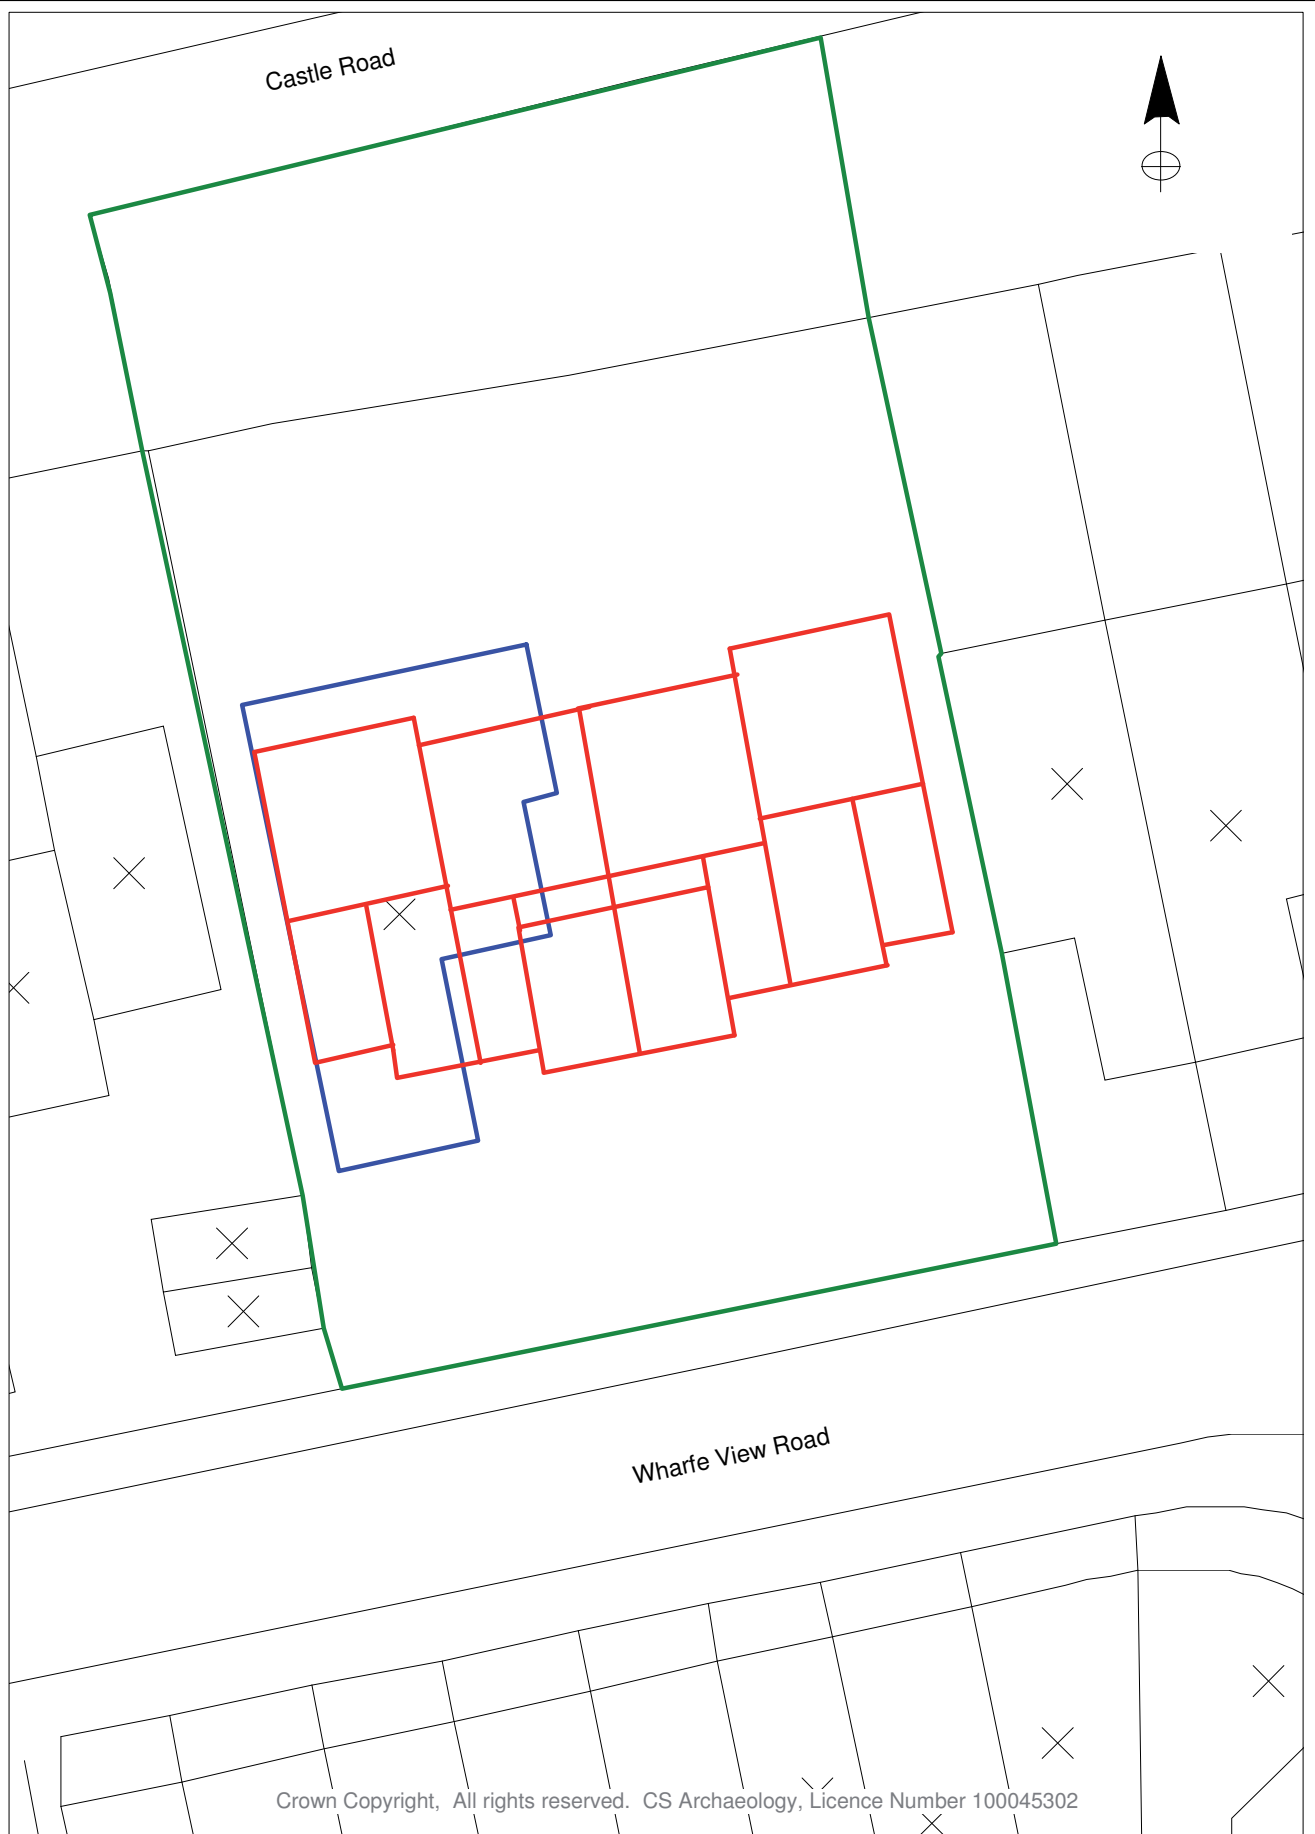 Castle Road
Wharfe View Road
Crown Copyright, All rights reserved. CS Archaeology, Licence Number 100045302